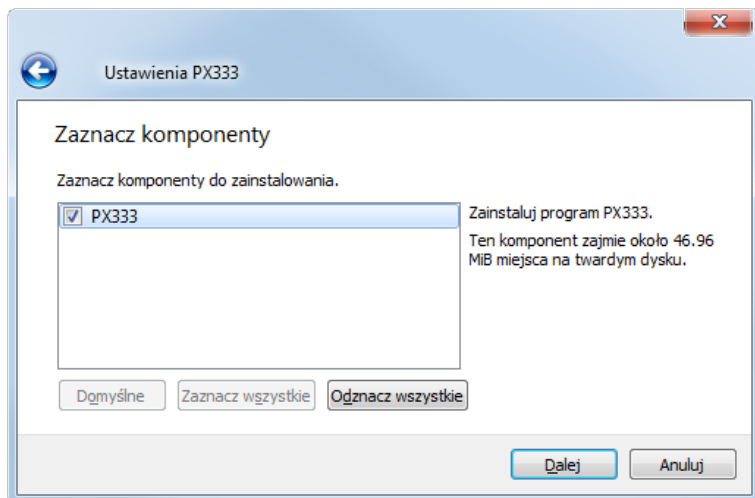 Ustawienia PX333
Zaznacz komponenty
Zaznacz komponenty do zainstalowania.
PX333
Zainstaluj program PX333.
Ten komponent zajmie około 46.96
MiB miejsca na twardym dysku.
Domyślne
Zaznacz wszystkie
Odznacz wszystkie
Dalej
Anuluj